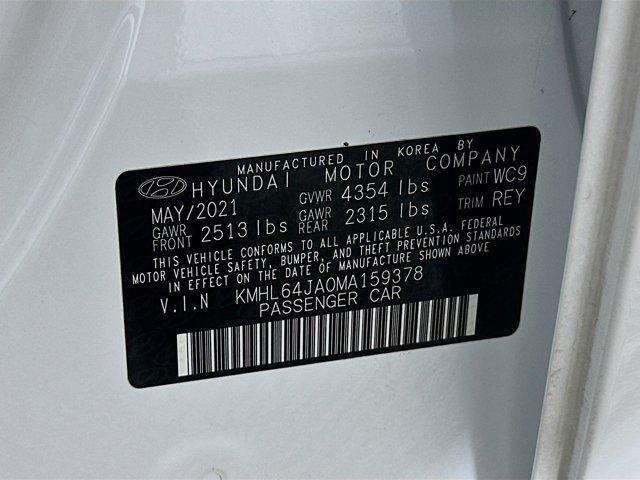 MANUFACTURED IN KOREA BY
HYUNDAI MOTOR COMPANY
MAY/2021 GVWR 4354 lbs PAINT WC9
GAWR FRONT 2513 lbs GAWR REAR 2315 lbs TRIM REY
THIS VEHICLE CONFORMS TO ALL APPLICABLE U.S.A. FEDERAL
MOTOR VEHICLE SAFETY, BUMPER, AND THEFT PREVENTION STANDARDS
IN EFFECT ON THE DATE OF MANUFACTURE SHOWN ABOVE
V.I.N KMHL64JA0MA159378
PASSENGER CAR